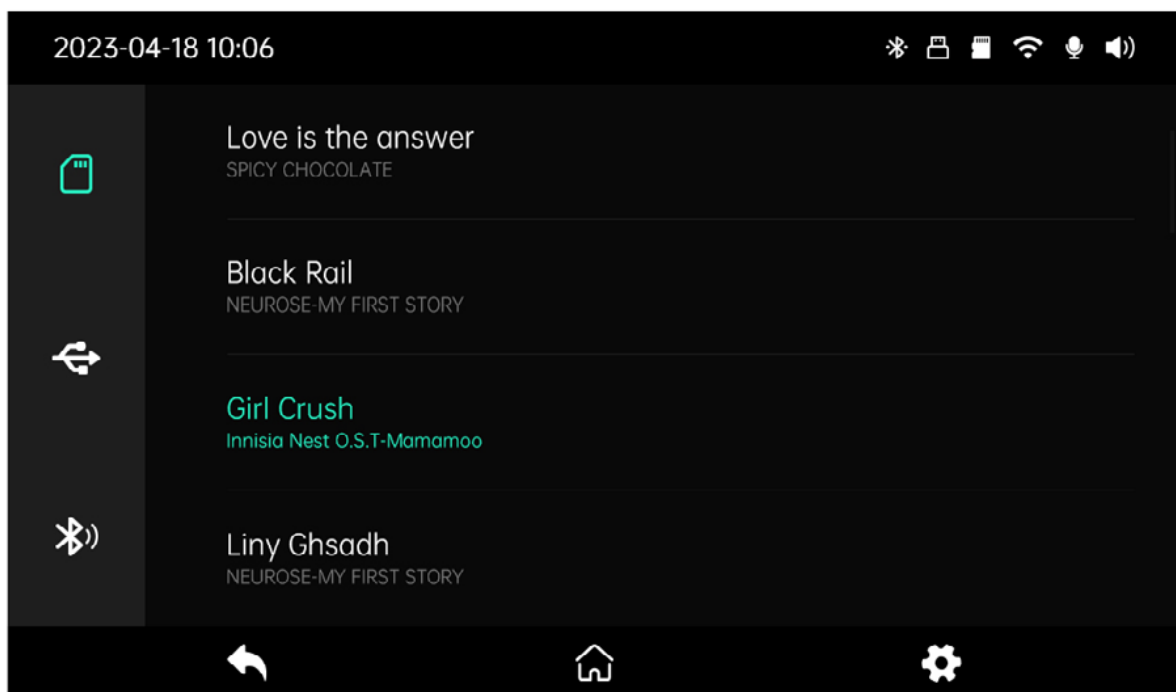 2023-04-18 10:06
Love is the answer
SPICY CHOCOLATE
Black Rail
NEUROSE-MY FIRST STORY
Girl Crush
Innisia Nest O.S.T-Mamamoo
Liny Ghsadh
NEUROSE-MY FIRST STORY